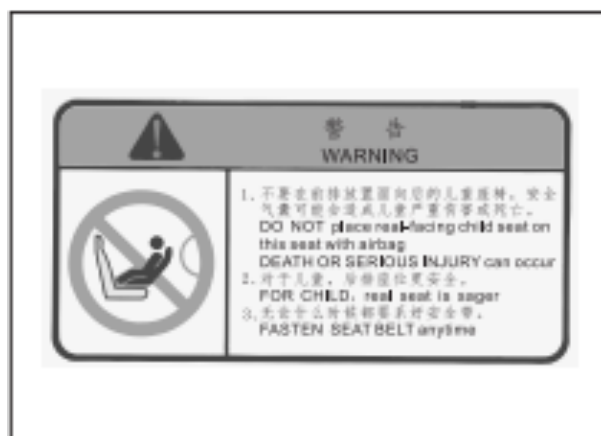 警 告
WARNING
1. 不要在前排放置面向后的儿童座椅。安全
气囊可能会造成儿童严重伤害或死亡。
DO NOT place real-facing child seat on
this seat with airbag
DEATH OR SERIOUS INJURY can occur
2. 对于儿童,后排座位更安全。
FOR CHILD, real seat is sager
3. 无论什么时候都要系好安全带。
FASTEN SEAT BELT anytime